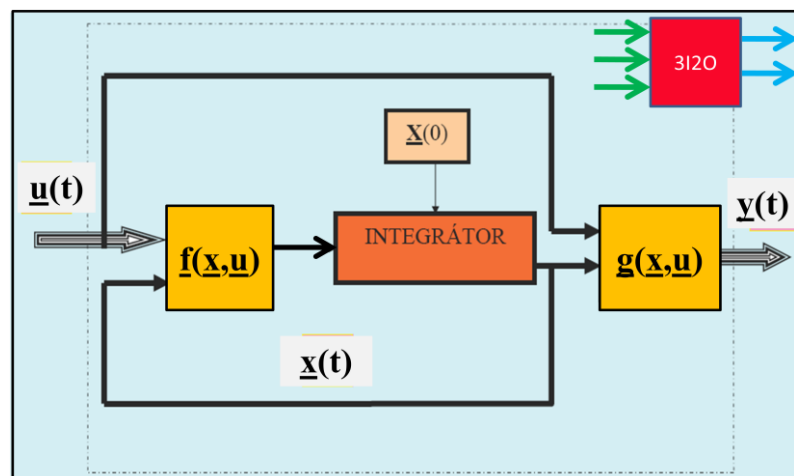 3I2O
x(0)
u(t)
y(t)
f(x,u)
INTEGRÁTOR
g(x,u)
x(t)